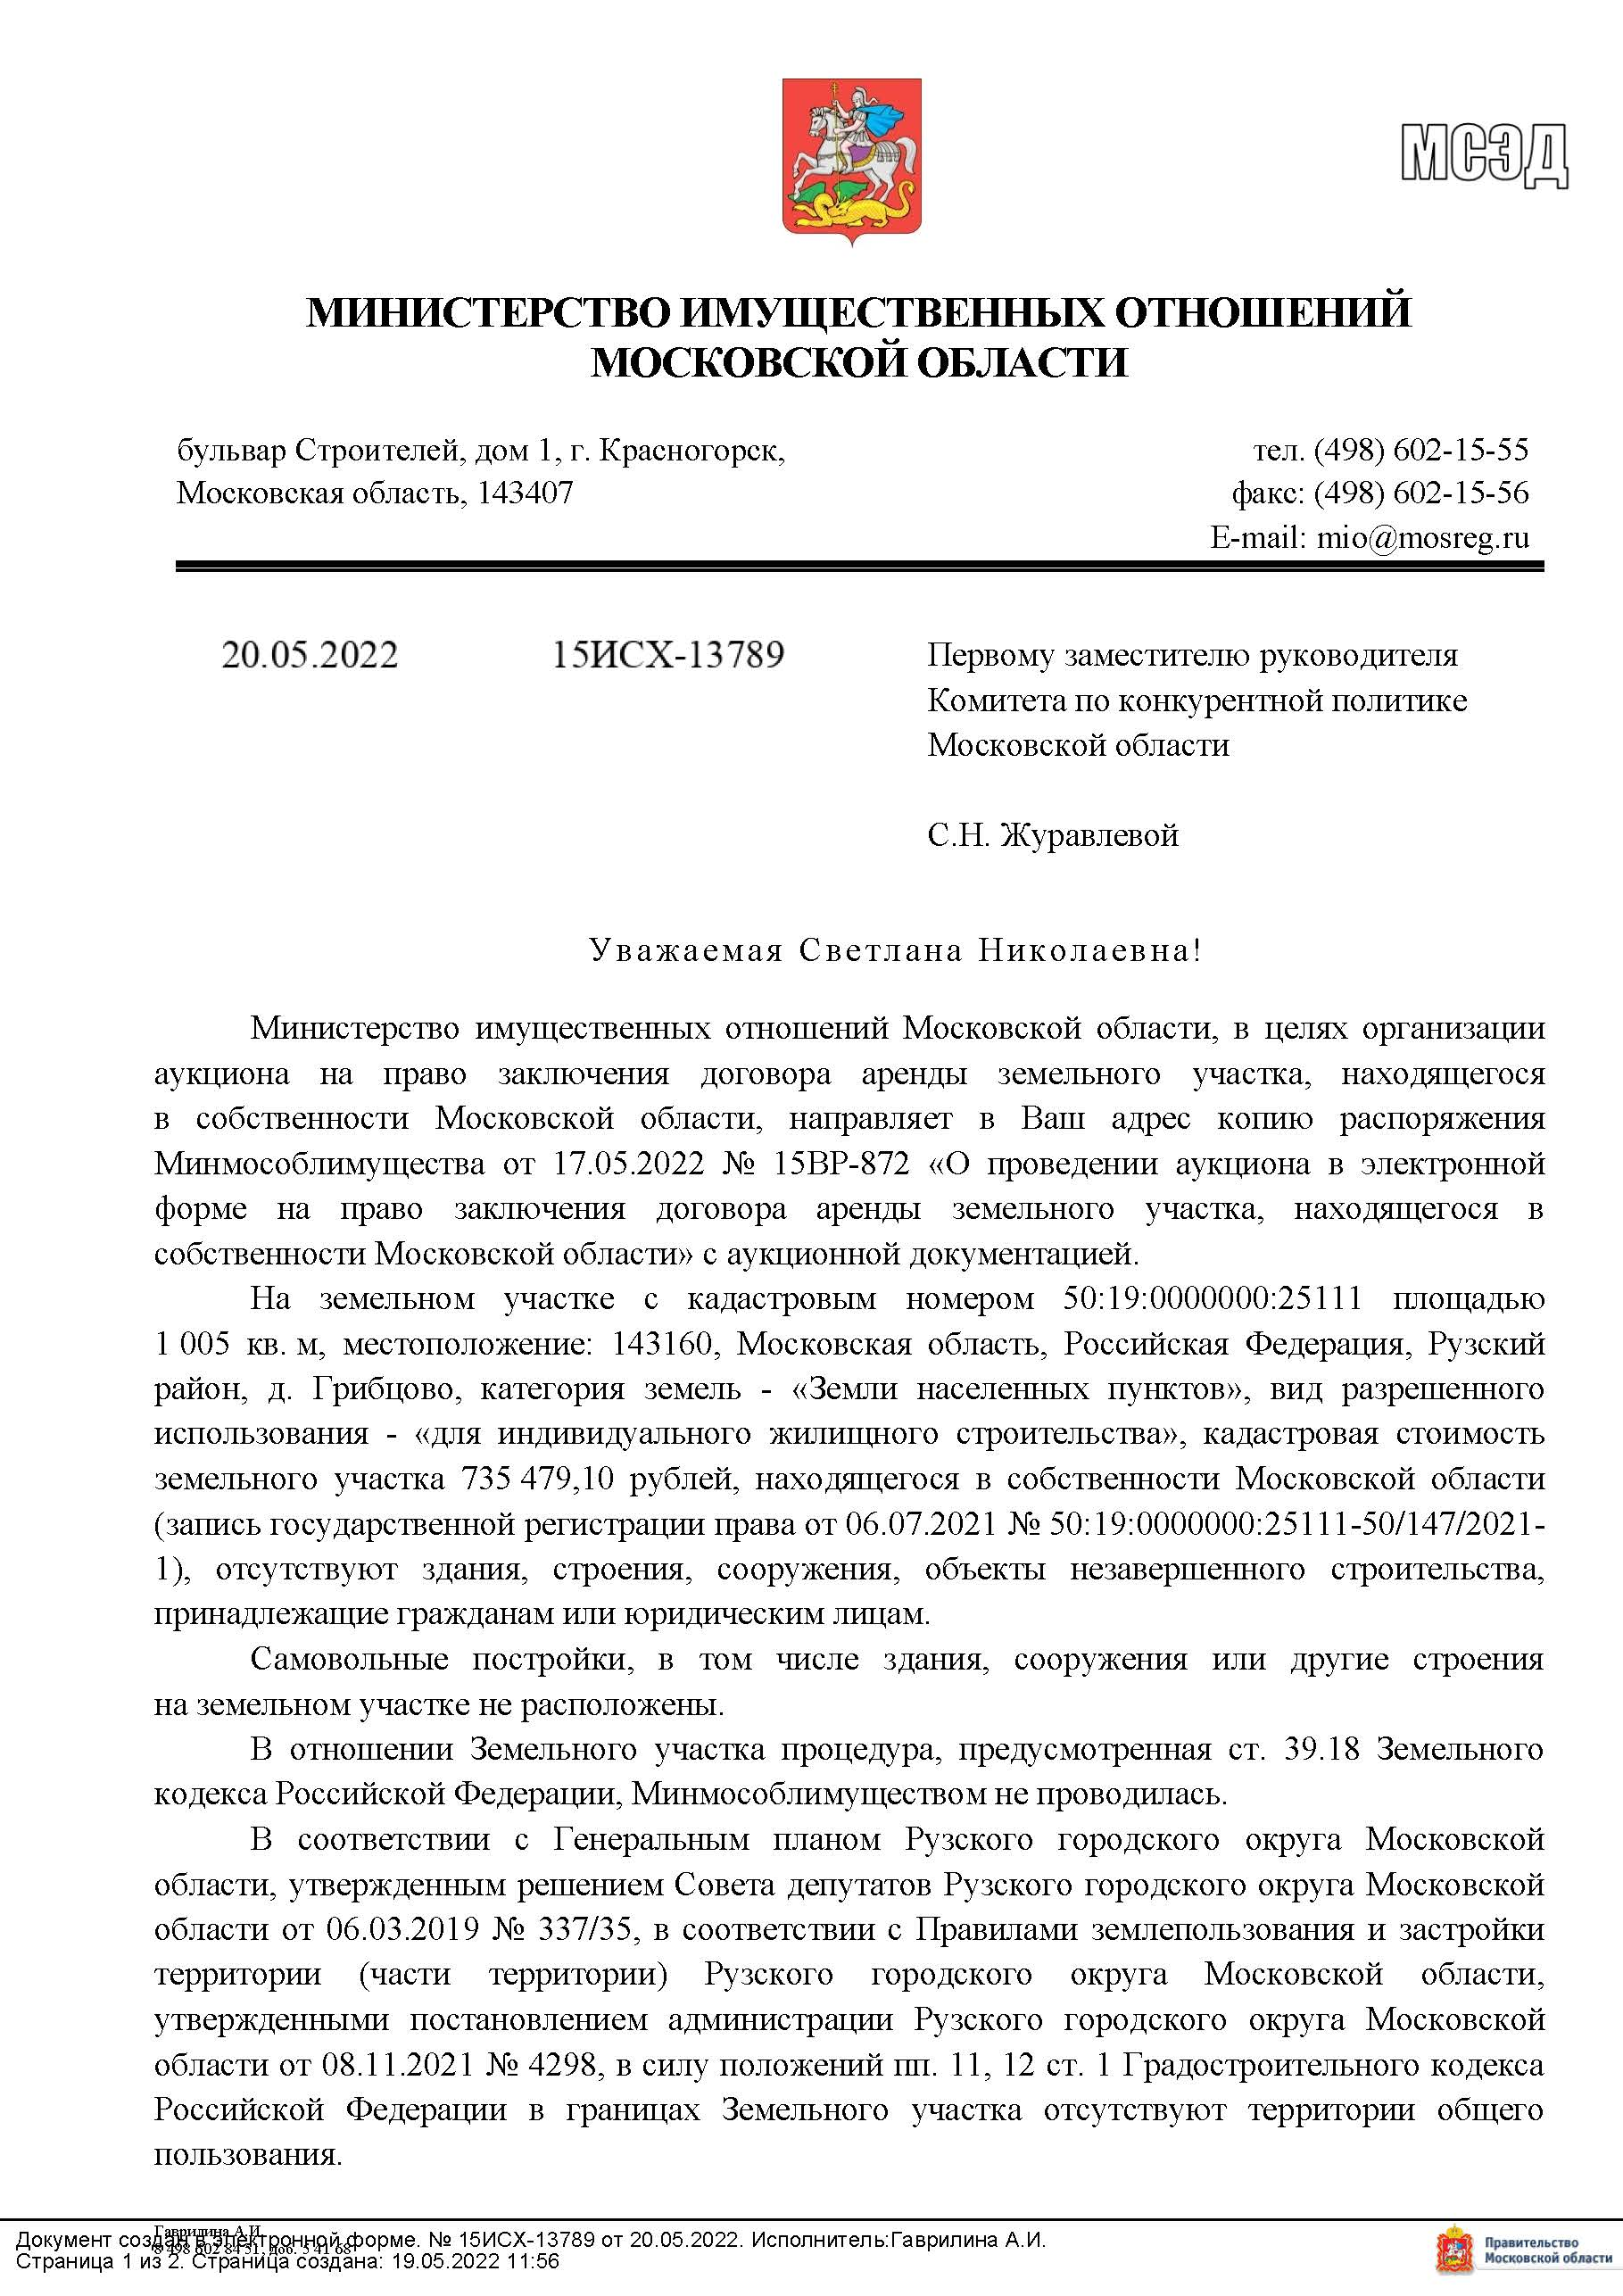 МСЭД
МИНИСТЕРСТВО ИМУЩЕСТВЕННЫХ ОТНОШЕНИЙ
МОСКОВСКОЙ ОБЛАСТИ
бульвар Строителей, дом 1, г. Красногорск,
Московская область, 143407
тел. (498) 602-15-55
факс: (498) 602-15-56
E-mail: mio@mosreg.ru
20.05.2022
15ИСХ-13789
Первому заместителю руководителя
Комитета по конкурентной политике
Московской области
С.Н. Журавлевой
Уважаемая Светлана Николаевна!
Министерство имущественных отношений Московской области, в целях организации
аукциона на право заключения договора аренды земельного участка, находящегося
в собственности Московской области, направляет в Ваш адрес копию распоряжения
Минмособлимущества от 17.05.2022 № 15ВР-872 «О проведении аукциона в электронной
форме на право заключения договора аренды земельного участка, находящегося в
собственности Московской области» с аукционной документацией.
На земельном участке с кадастровым номером 50:19:0000000:25111 площадью
1 005 кв. м, местоположение: 143160, Московская область, Российская Федерация, Рузский
район, д. Грибцово, категория земель - «Земли населенных пунктов», вид разрешенного
использования - «для индивидуального жилищного строительства», кадастровая стоимость
земельного участка 735 479,10 рублей, находящегося в собственности Московской области
(запись государственной регистрации права от 06.07.2021 № 50:19:0000000:25111-50/147/2021-
1), отсутствуют здания, строения, сооружения, объекты незавершенного строительства,
принадлежащие гражданам или юридическим лицам.
Самовольные постройки, в том числе здания, сооружения или другие строения
на земельном участке не расположены.
В отношении Земельного участка процедура, предусмотренная ст. 39.18 Земельного
кодекса Российской Федерации, Минмособлимуществом не проводилась.
В соответствии с Генеральным планом Рузского городского округа Московской
области, утвержденным решением Совета депутатов Рузского городского округа Московской
области от 06.03.2019 № 337/35, в соответствии с Правилами землепользования и застройки
территории (части территории) Рузского городского округа Московской области,
утвержденными постановлением администрации Рузского городского округа Московской
области от 08.11.2021 № 4298, в силу положений пп. 11, 12 ст. 1 Градостроительного кодекса
Российской Федерации в границах Земельного участка отсутствуют территории общего
пользования.
Гаврилина А.И.
Документ создан в электронной форме. № 15ИСХ-13789 от 20.05.2022. Исполнитель:Гаврилина А.И.
8 498 602 84 51, доб. 5 41 68
Страница 1 из 2. Страница создана: 19.05.2022 11:56
Правительство
Московской области